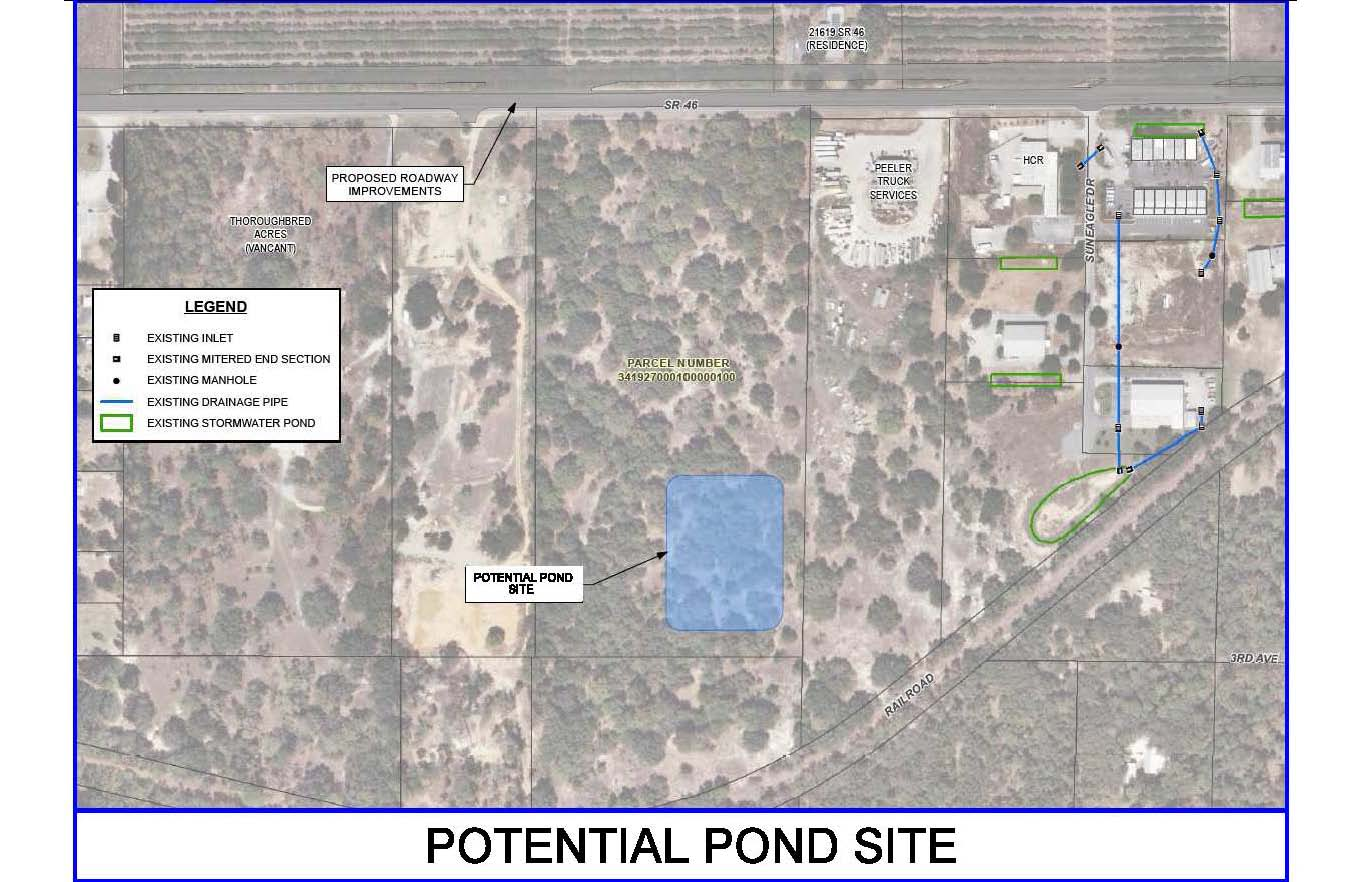 21619 SR 46
(RESIDENCE)
SR 46
PROPOSED ROADWAY
IMPROVEMENTS
THOROUGHBRED
ACRES
(VANCANT)
PEELER
TRUCK
SERVICES
HCR
SUNEAGLE DR
LEGEND
EXISTING INLET
EXISTING MITERED END SECTION
EXISTING MANHOLE
EXISTING DRAINAGE PIPE
EXISTING STORMWATER POND
PARCEL NUMBER
341927000100000100
POTENTIAL POND
SITE
RAILROAD
3RD AVE
POTENTIAL POND SITE